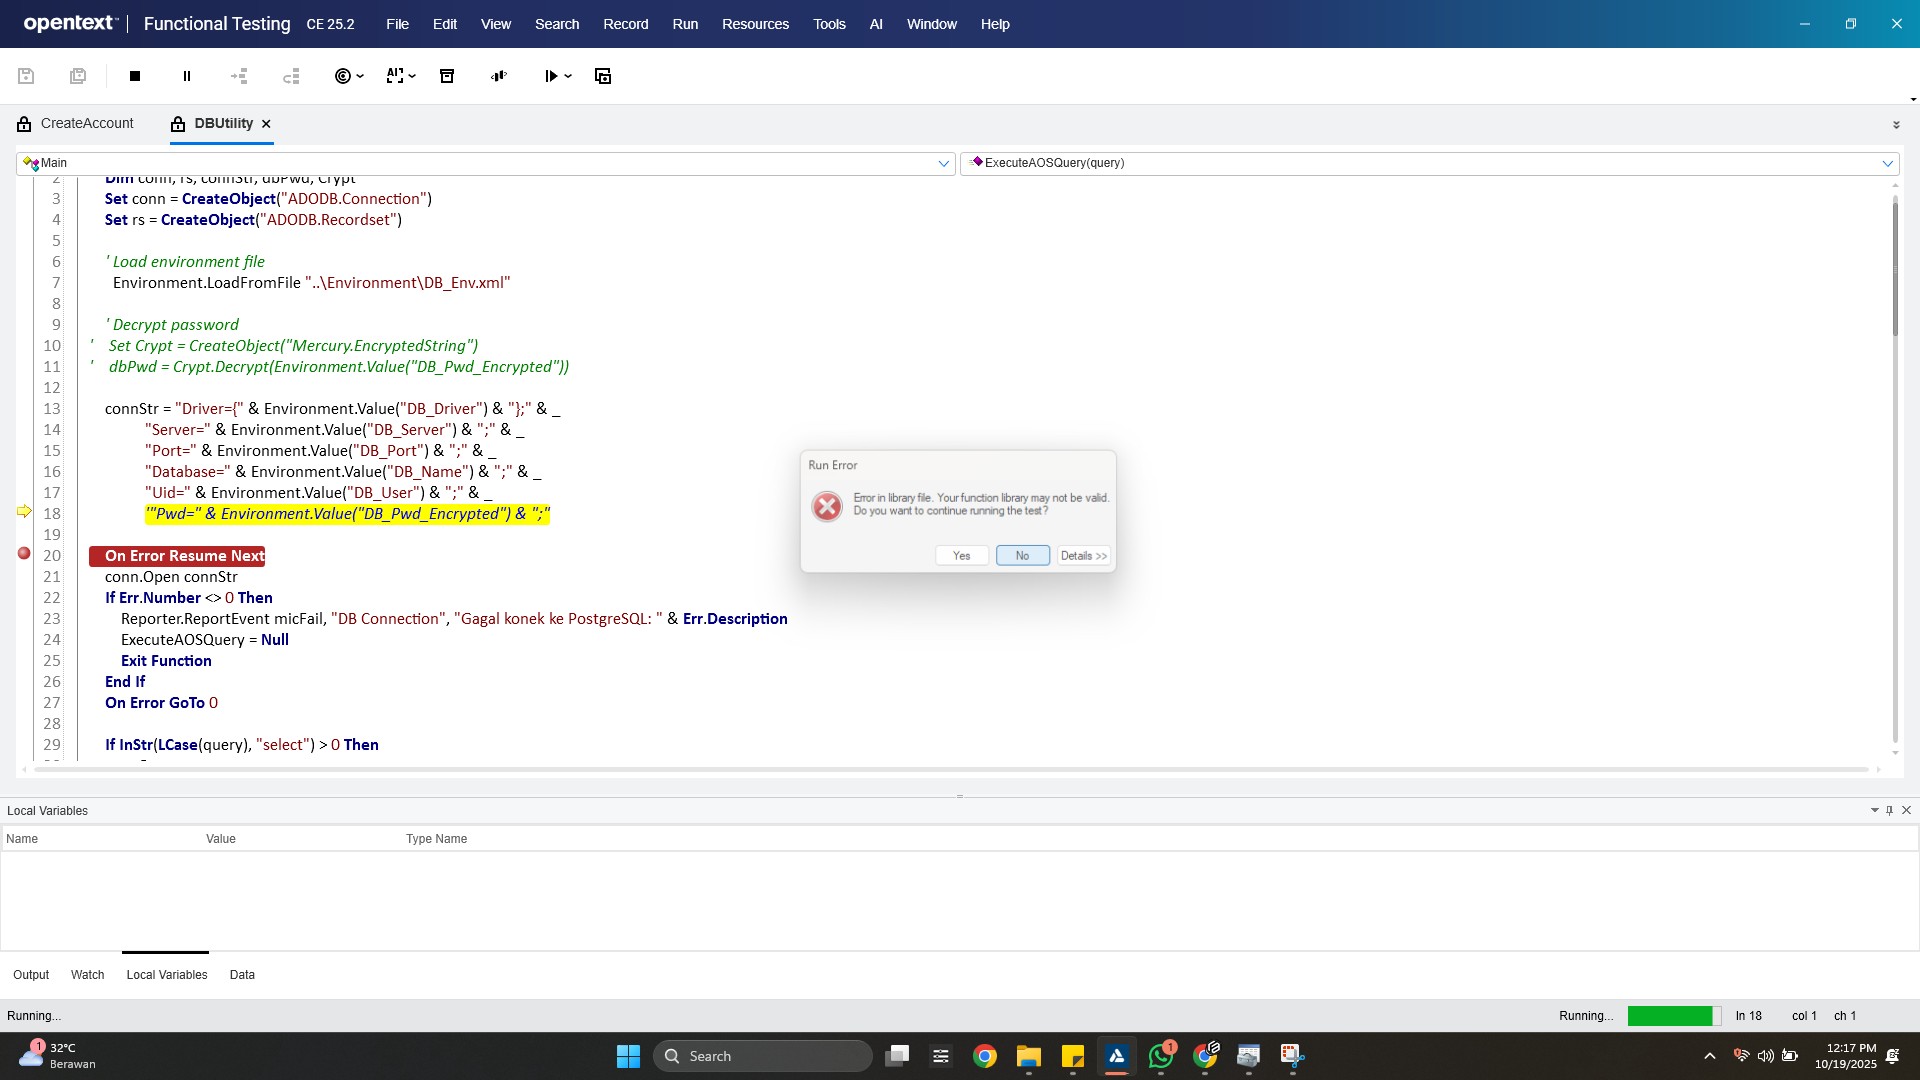 opentext™ | Functional Testing CE 25.2 File Edit View Search Record Run Resources Tools AI Window Help
CreateAccount DBUtility
Main ExecuteAOSQuery(query)
2 Dim conn, rs, connStr, dbPwd, Crypt
3 Set conn = CreateObject("ADODB.Connection")
4 Set rs = CreateObject("ADODB.Recordset")
5
6 ' Load environment file
7 Environment.LoadFromFile "..\Environment\DB_Env.xml"
8
9 ' Decrypt password
10 ' Set Crypt = CreateObject("Mercury.EncryptedString")
11 ' dbPwd = Crypt.Decrypt(Environment.Value("DB_Pwd_Encrypted"))
12
13 connStr = "Driver={" & Environment.Value("DB_Driver") & "};" & _
14 "Server=" & Environment.Value("DB_Server") & ";" & _
15 "Port=" & Environment.Value("DB_Port") & ";" & _
16 "Database=" & Environment.Value("DB_Name") & ";" & _
17 "Uid=" & Environment.Value("DB_User") & ";" & _
18 '"Pwd=" & Environment.Value("DB_Pwd_Encrypted") & ";"
19
20 On Error Resume Next
21 conn.Open connStr
22 If Err.Number <> 0 Then
23 Reporter.ReportEvent micFail, "DB Connection", "Gagal konek ke PostgreSQL: " & Err.Description
24 ExecuteAOSQuery = Null
25 Exit Function
26 End If
27 On Error GoTo 0
28
29 If InStr(LCase(query), "select") > 0 Then
Run Error
Error in library file. Your function library may not be valid.
Do you want to continue running the test?
Yes No Details >>
Local Variables
Name Value Type Name
Output Watch Local Variables Data
Running... Running... ln 18 col 1 ch 1
1 32°C
Berawan
Search
1
12:17 PM
10/19/2025